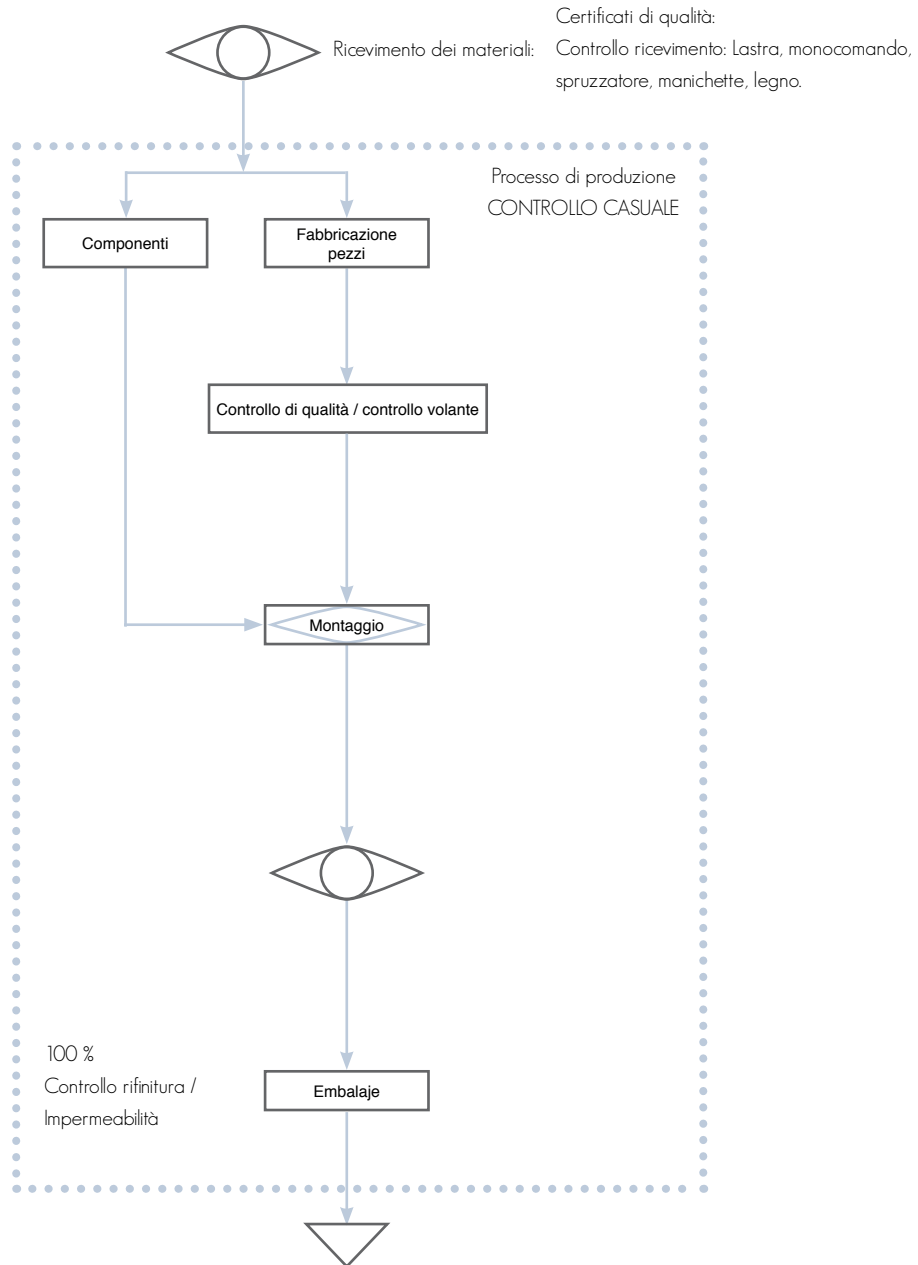 Certificati di qualità:
Ricevimento dei materiali:
Controllo ricevimento: Lastra, monocomando,
spruzzatore, manichette, legno.
Processo di produzione
CONTROLLO CASUALE
Componenti
Fabbricazione
pezzi
Controllo di qualità / controllo volante
Montaggio
100 %
Controllo rifinitura /
Impermeabilità
Embalaje